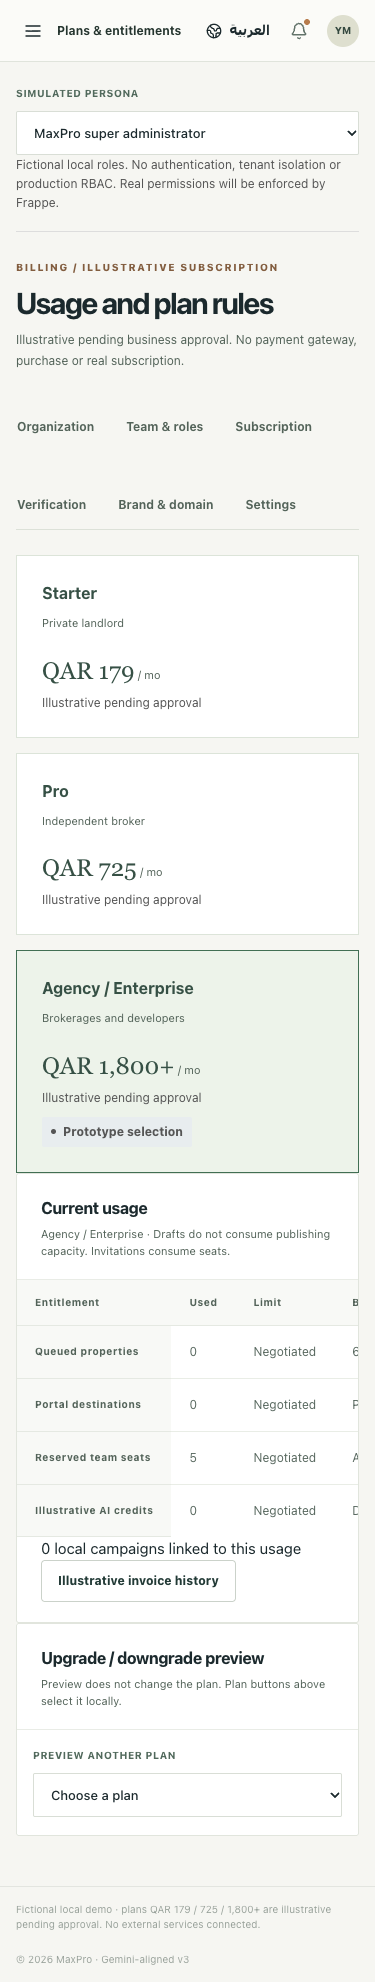 Plans & entitlements
العربية
YM
SIMULATED PERSONA
MaxPro super administrator
Fictional local roles. No authentication, tenant isolation or
production RBAC. Real permissions will be enforced by
Frappe.
BILLING / ILLUSTRATIVE SUBSCRIPTION
Usage and plan rules
Illustrative pending business approval. No payment gateway,
purchase or real subscription.
Organization Team & roles Subscription
Verification Brand & domain Settings
Starter
Private landlord
QAR 179 / mo
Illustrative pending approval
Pro
Independent broker
QAR 725 / mo
Illustrative pending approval
Agency / Enterprise
Brokerages and developers
QAR 1,800+ / mo
Illustrative pending approval
Prototype selection
Current usage
Agency / Enterprise · Drafts do not consume publishing
capacity. Invitations consume seats.
Entitlement Used Limit
Queued properties 0 Negotiated
Portal destinations 0 Negotiated
Reserved team seats 5 Negotiated
Illustrative AI credits 0 Negotiated
0 local campaigns linked to this usage
Illustrative invoice history
Upgrade / downgrade preview
Preview does not change the plan. Plan buttons above
select it locally.
PREVIEW ANOTHER PLAN
Choose a plan
Fictional local demo · plans QAR 179 / 725 / 1,800+ are illustrative
pending approval. No external services connected.
© 2026 MaxPro · Gemini-aligned v3